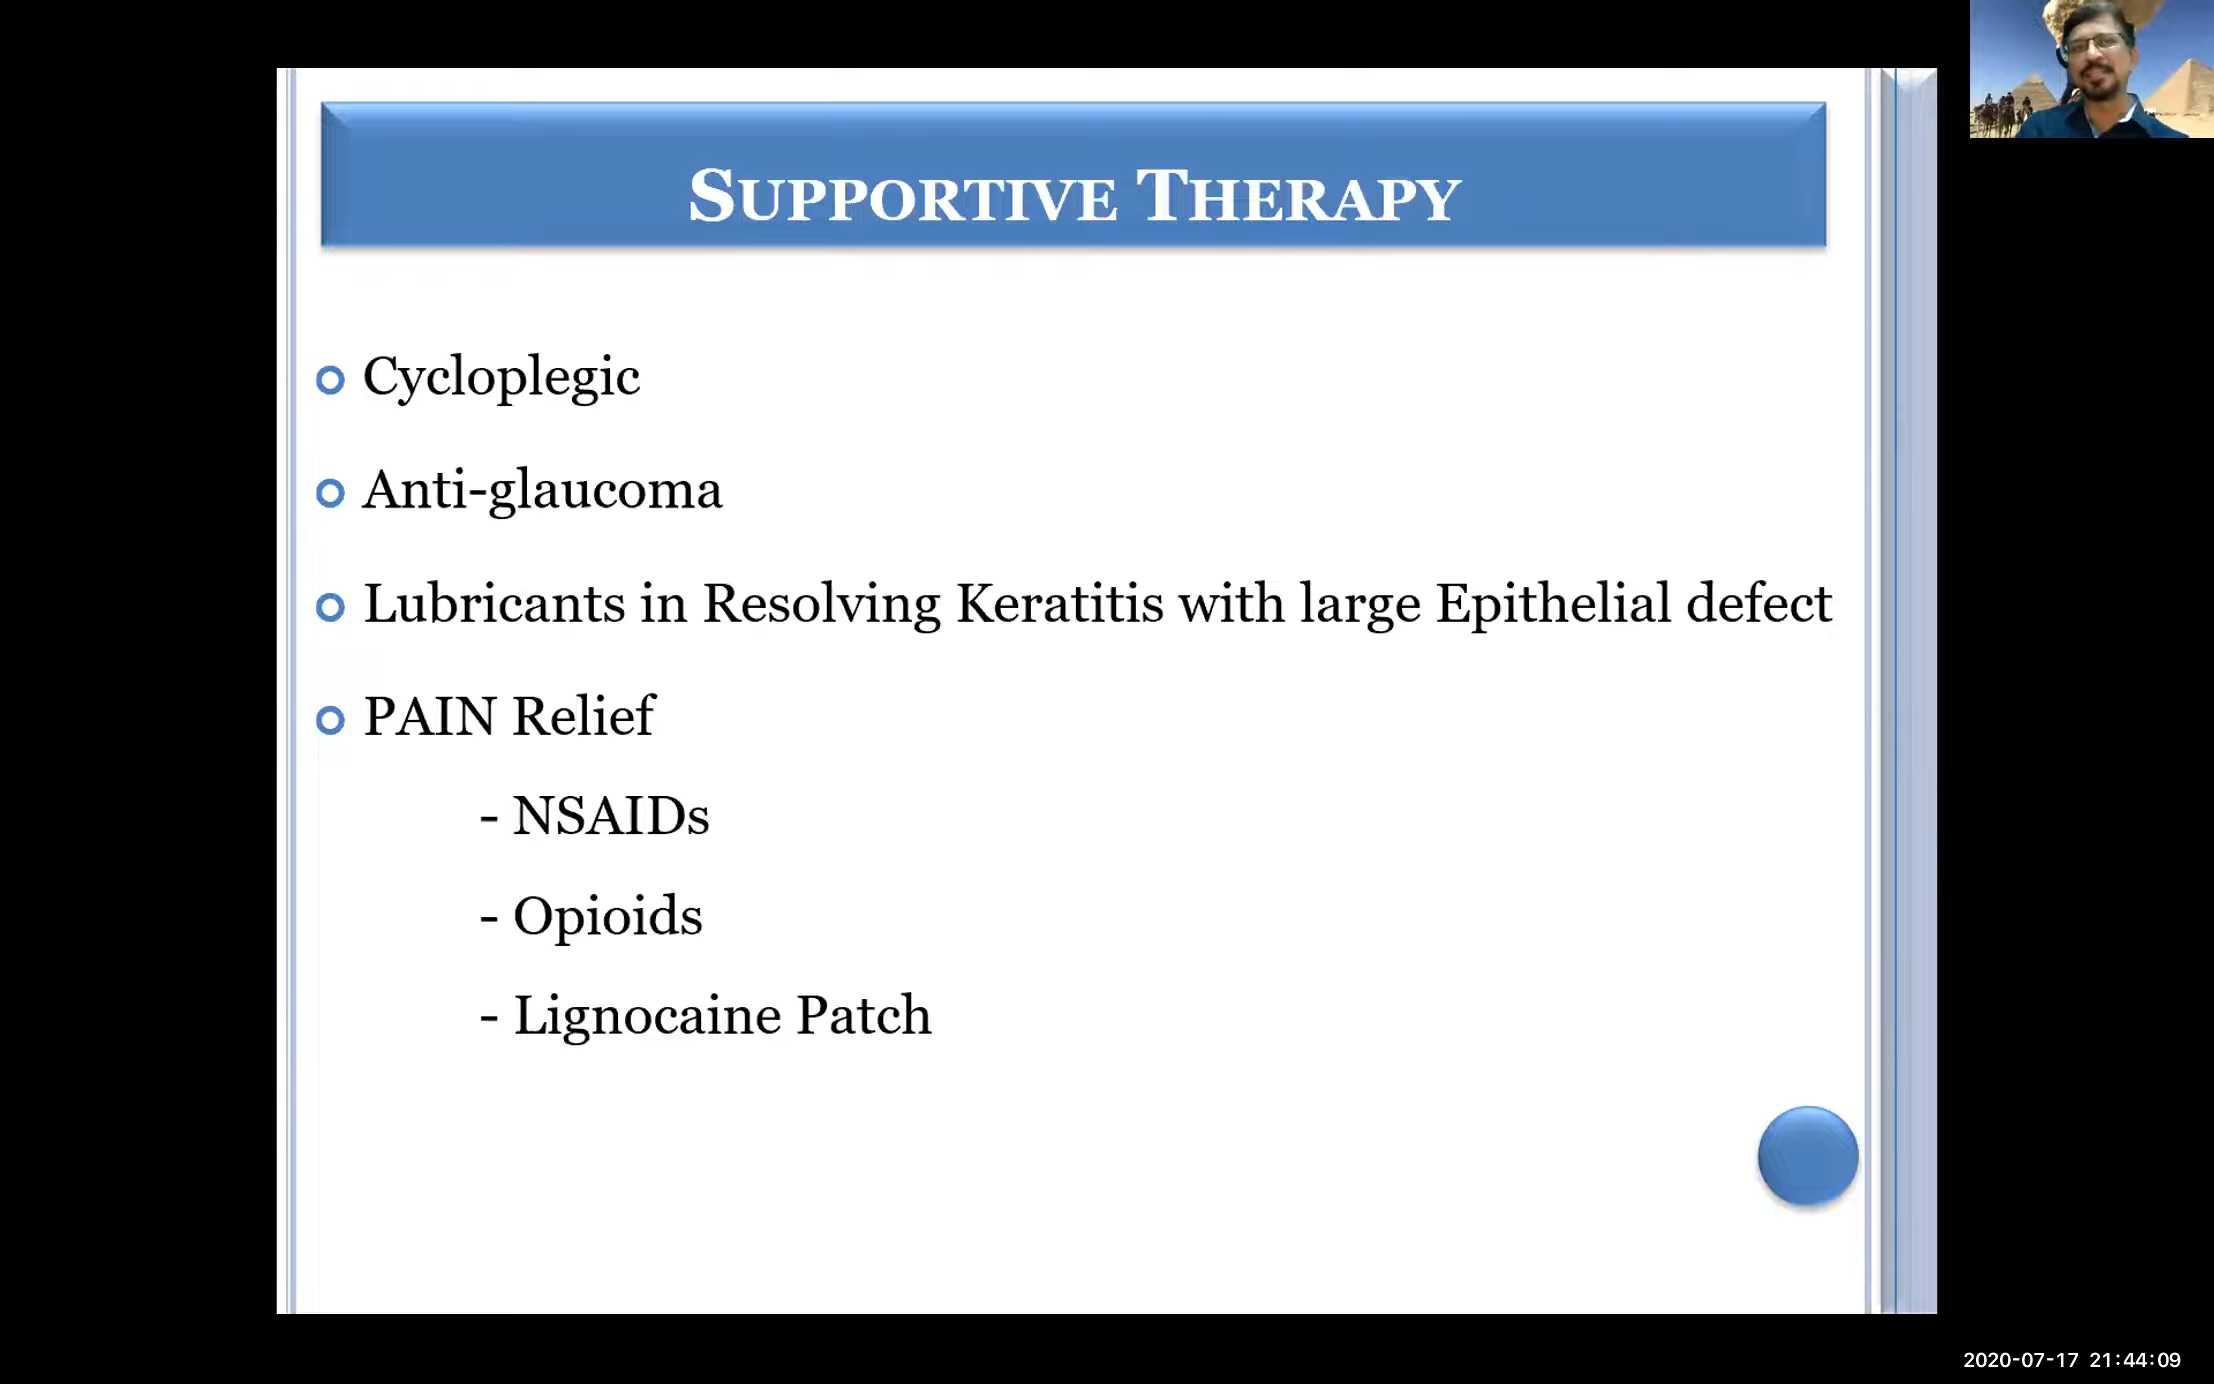 SUPPORTIVE THERAPY
Cycloplegic
Anti-glaucoma
Lubricants in Resolving Keratitis with large Epithelial defect
PAIN Relief
- NSAIDs
- Opioids
- Lignocaine Patch
2020-07-17 21:44:09